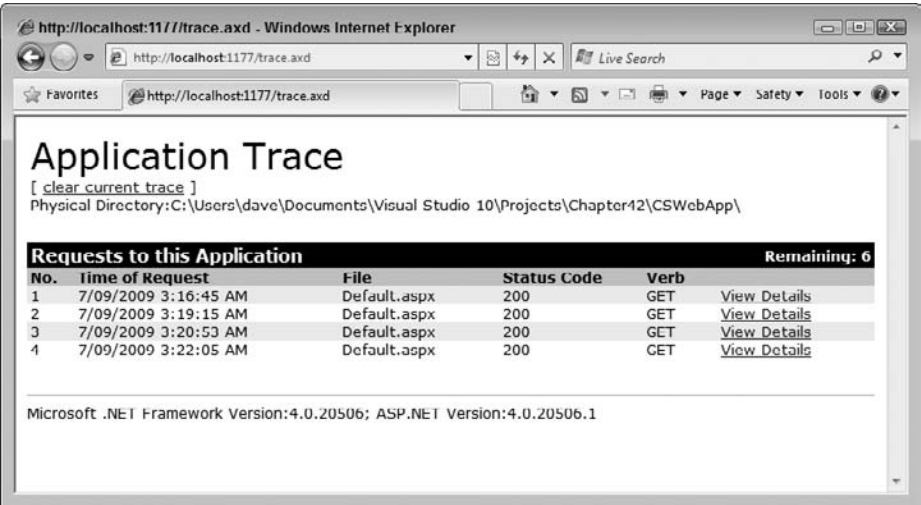 http://localhost:1177/trace.axd - Windows Internet Explorer
http://localhost:1177/trace.axd
Live Search
Favorites
http://localhost:1177/trace.axd
Page
Safety
Tools
Application Trace
[ clear current trace ]
Physical Directory:C:\Users\dave\Documents\Visual Studio 10\Projects\Chapter42\CSWebApp\
Requests to this Application Remaining: 6
No. Time of Request File Status Code Verb
1 7/09/2009 3:16:45 AM Default.aspx 200 GET View Details
2 7/09/2009 3:19:15 AM Default.aspx 200 GET View Details
3 7/09/2009 3:20:53 AM Default.aspx 200 GET View Details
4 7/09/2009 3:22:05 AM Default.aspx 200 GET View Details
Microsoft .NET Framework Version:4.0.20506; ASP.NET Version:4.0.20506.1